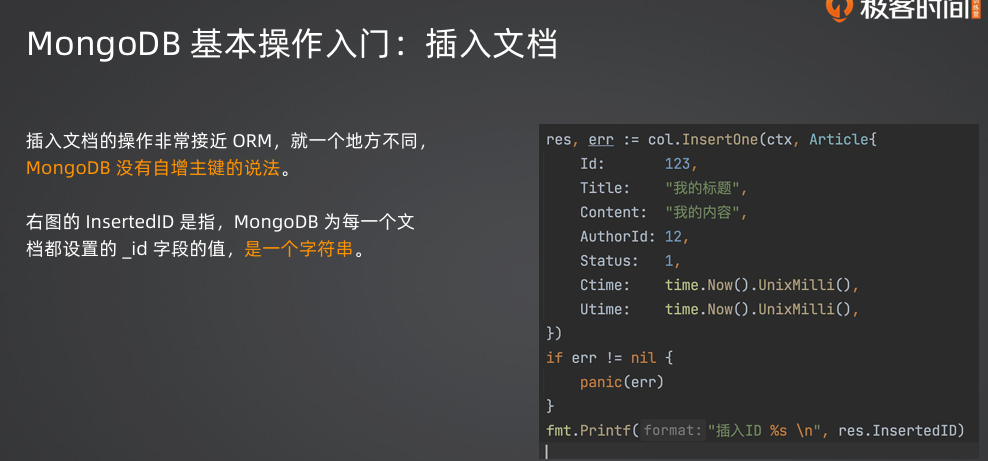 极客时间
MongoDB 基本操作入门：插入文档
插入文档的操作非常接近 ORM，就一个地方不同，
MongoDB 没有自增主键的说法。
右图的 InsertedID 是指，MongoDB 为每一个文
档都设置的 _id 字段的值，是一个字符串。
res, err := col.InsertOne(ctx, Article{
    Id:       123,
    Title:    "我的标题",
    Content:  "我的内容",
    AuthorId: 12,
    Status:   1,
    Ctime:    time.Now().UnixMilli(),
    Utime:    time.Now().UnixMilli(),
})
if err != nil {
    panic(err)
}
fmt.Printf( format: "插入ID %s \n", res.InsertedID)